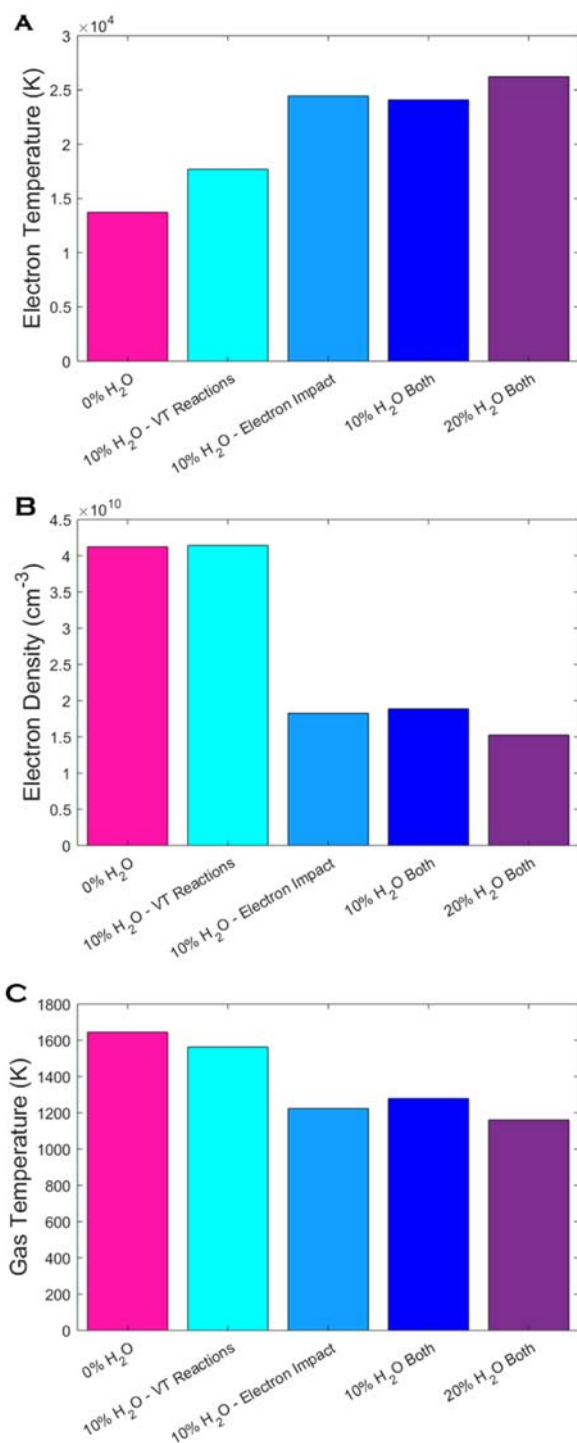 A
×10⁴
3
2.5
2
1.5
1
0.5
0
Electron Temperature (K)
0% H₂O
10% H₂O - VT Reactions
10% H₂O - Electron Impact
10% H₂O Both
20% H₂O Both
B
×10¹⁰
4.5
4
3.5
3
2.5
2
1.5
1
0.5
0
Electron Density (cm⁻³)
0% H₂O
10% H₂O - VT Reactions
10% H₂O - Electron Impact
10% H₂O Both
20% H₂O Both
C
1800
1600
1400
1200
1000
800
600
400
200
0
Gas Temperature (K)
0% H₂O
10% H₂O - VT Reactions
10% H₂O - Electron Impact
10% H₂O Both
20% H₂O Both